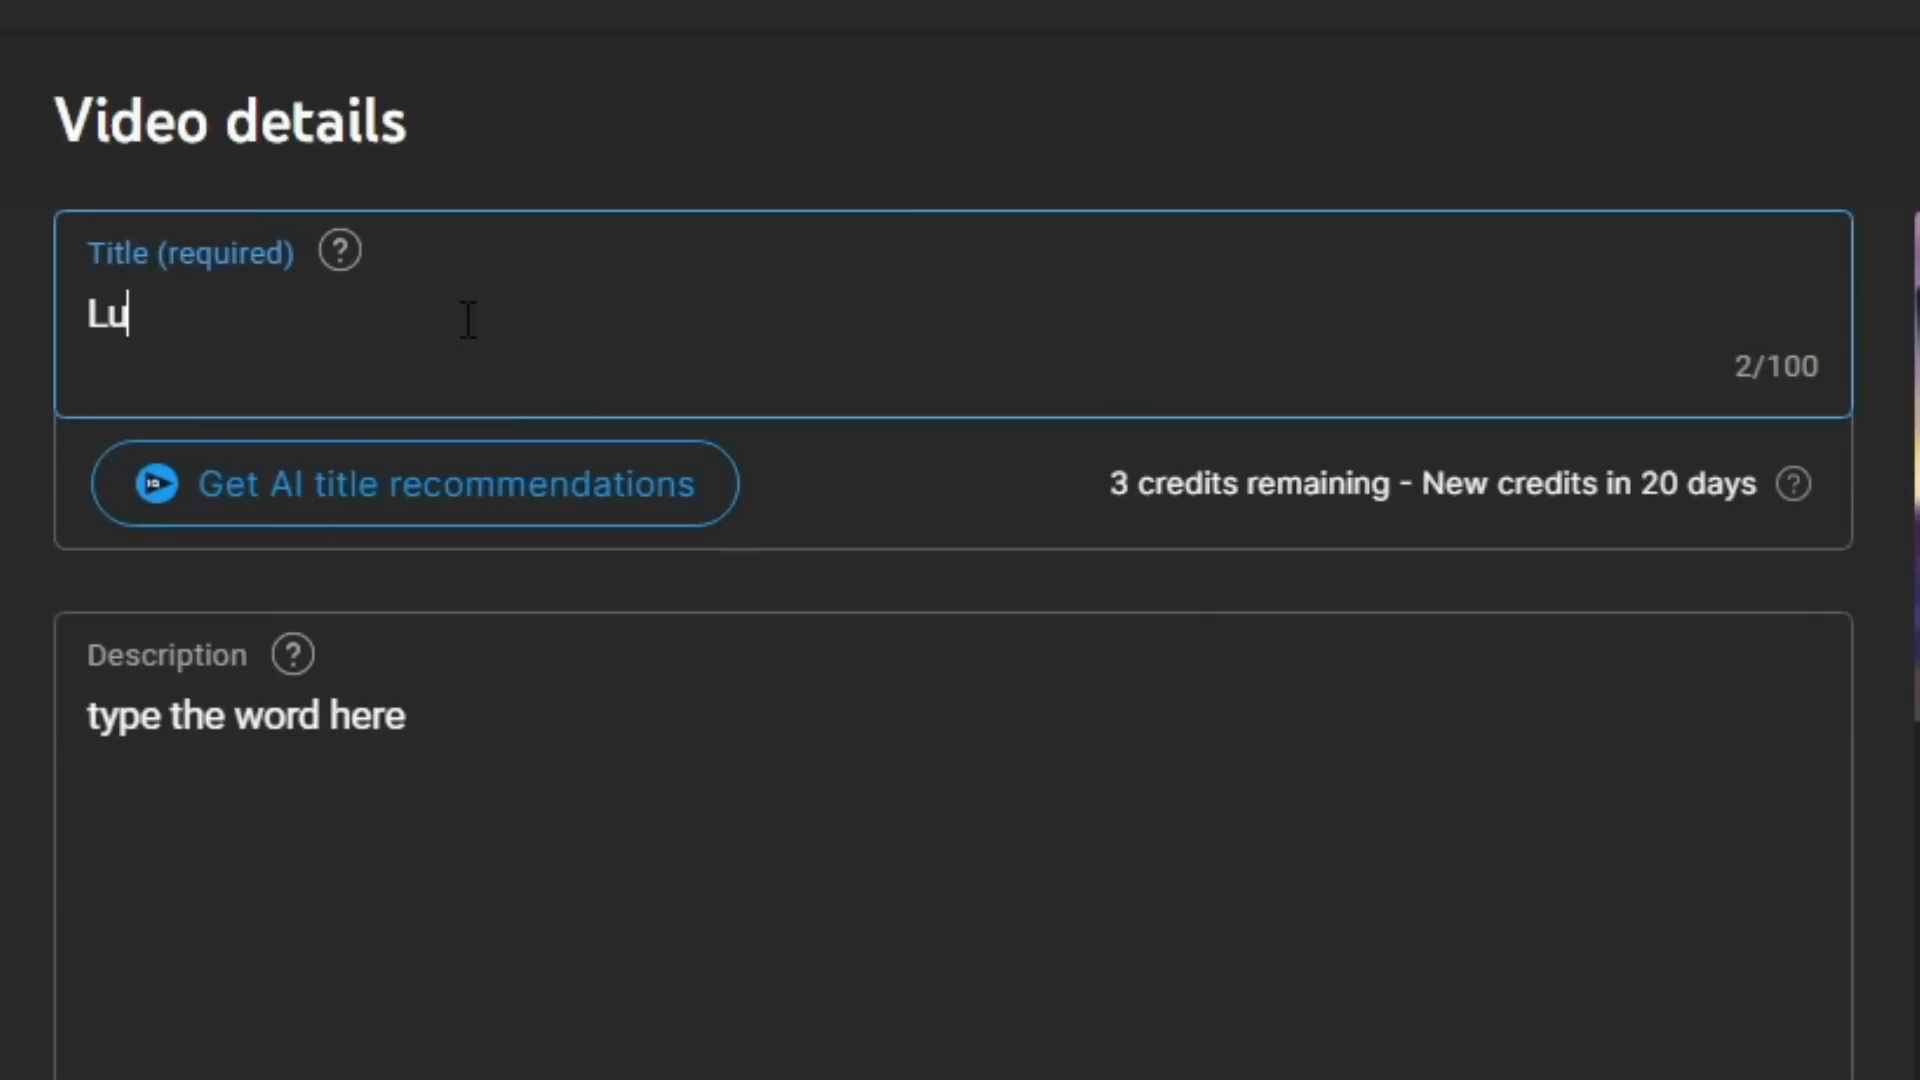 Video details
Title (required) ?
Lu
2/100
Get AI title recommendations
3 credits remaining - New credits in 20 days ?
Description ?
type the word here